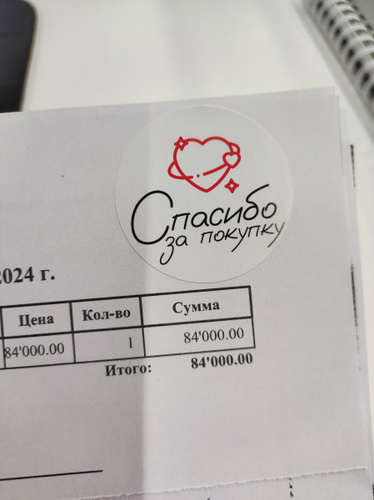 Спасибо
за покупку
2024 г.
Цена Кол-во Сумма
84'000.00 1 84'000.00
Итого: 84'000.00